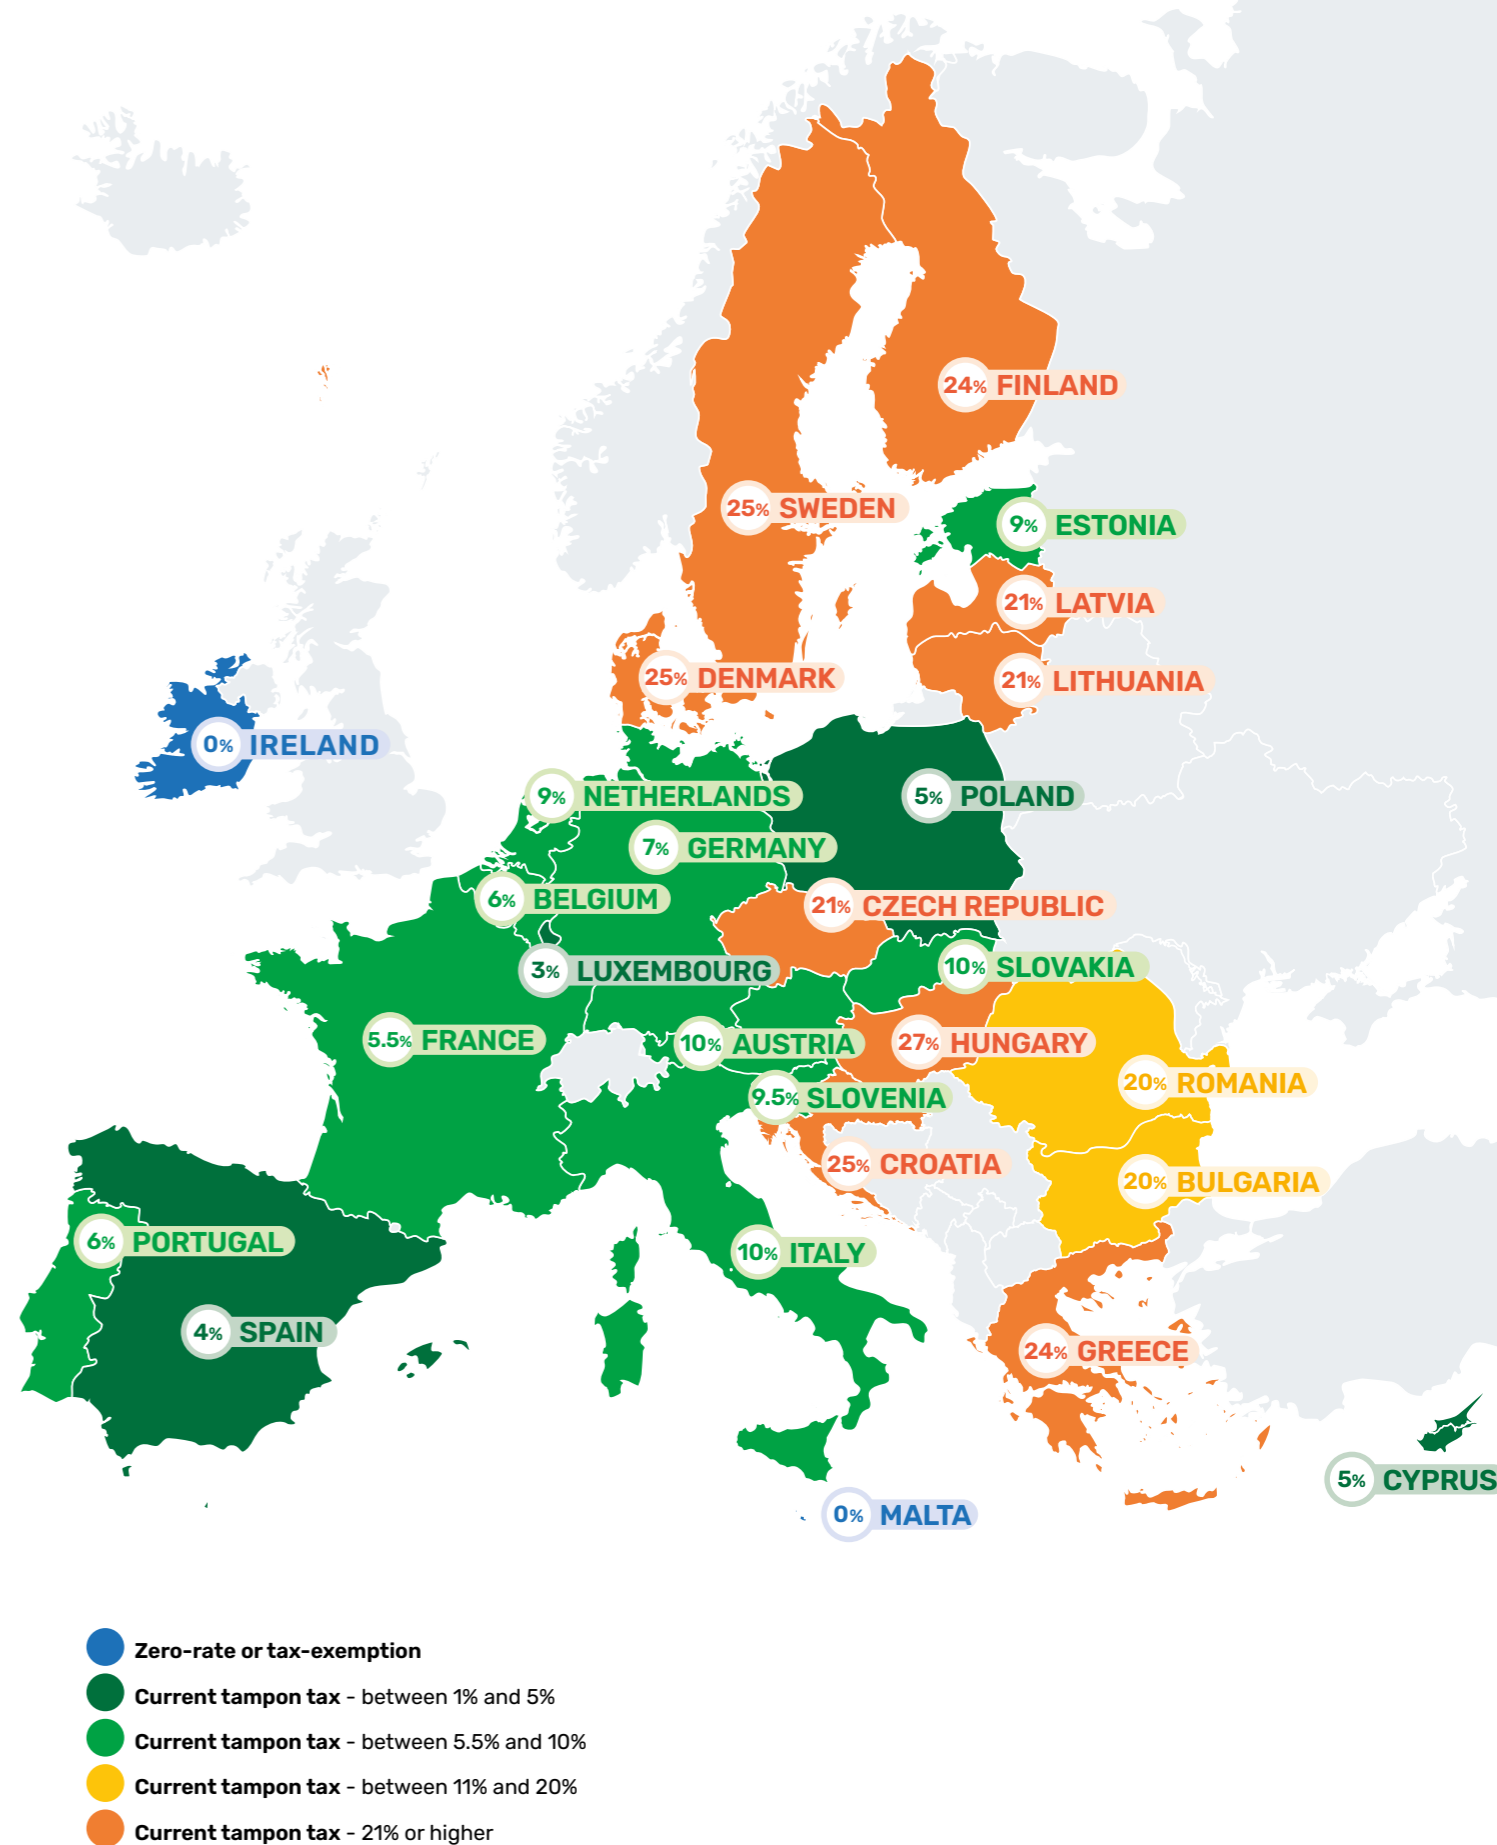 24% FINLAND
25% SWEDEN
9% ESTONIA
21% LATVIA
25% DENMARK
21% LITHUANIA
0% IRELAND
9% NETHERLANDS
5% POLAND
7% GERMANY
6% BELGIUM
21% CZECH REPUBLIC
3% LUXEMBOURG
10% SLOVAKIA
5.5% FRANCE
10% AUSTRIA
27% HUNGARY
20% ROMANIA
9.5% SLOVENIA
25% CROATIA
20% BULGARIA
6% PORTUGAL
10% ITALY
4% SPAIN
24% GREECE
5% CYPRUS
0% MALTA
Zero-rate or tax-exemption
Current tampon tax - between 1% and 5%
Current tampon tax - between 5.5% and 10%
Current tampon tax - between 11% and 20%
Current tampon tax - 21% or higher